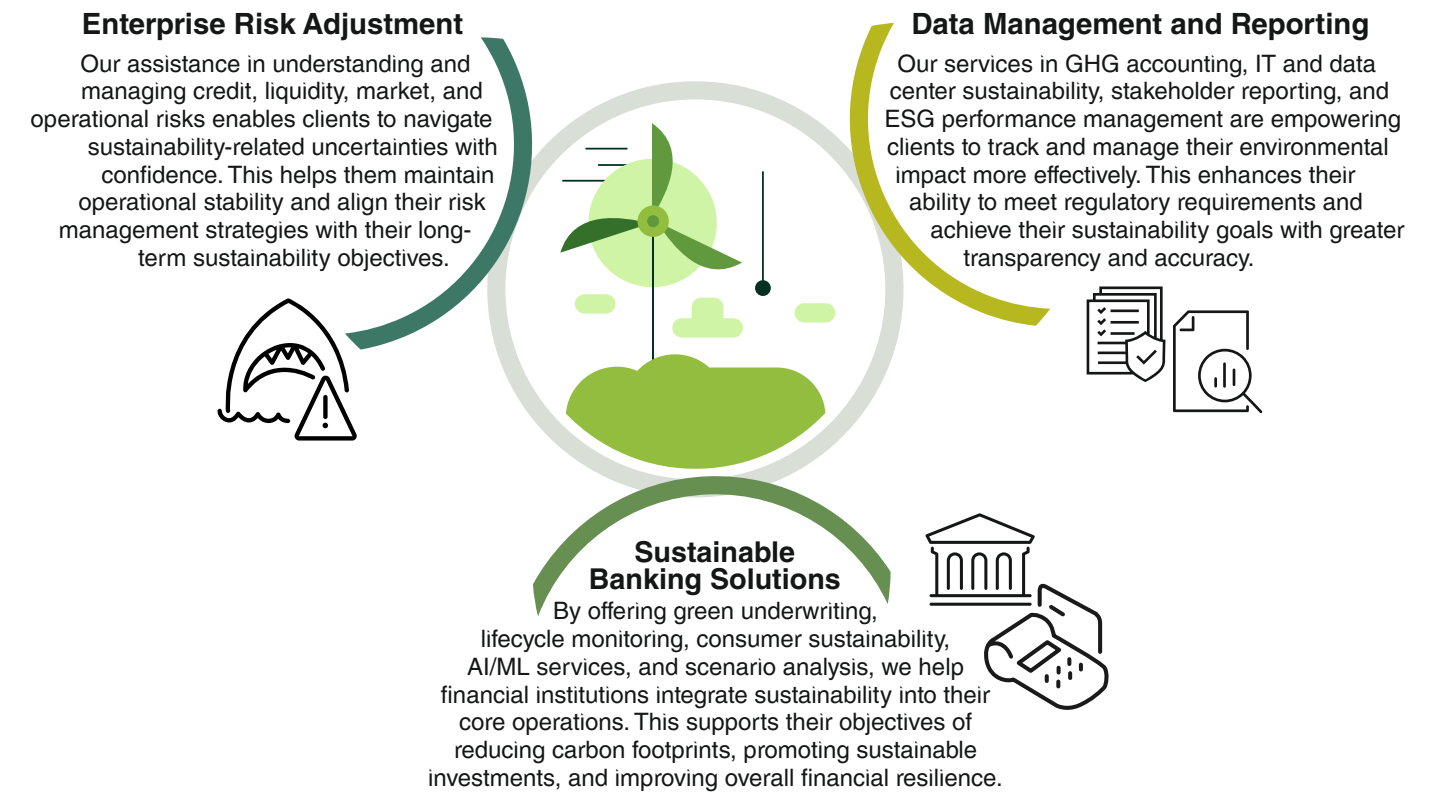 Enterprise Risk Adjustment
Our assistance in understanding and
managing credit, liquidity, market, and
operational risks enables clients to navigate
sustainability-related uncertainties with
confidence. This helps them maintain
operational stability and align their risk
management strategies with their long-
term sustainability objectives.
Data Management and Reporting
Our services in GHG accounting, IT and data
center sustainability, stakeholder reporting, and
ESG performance management are empowering
clients to track and manage their environmental
impact more effectively. This enhances their
ability to meet regulatory requirements and
achieve their sustainability goals with greater
transparency and accuracy.
Sustainable
Banking Solutions
By offering green underwriting,
lifecycle monitoring, consumer sustainability,
AI/ML services, and scenario analysis, we help
financial institutions integrate sustainability into their
core operations. This supports their objectives of
reducing carbon footprints, promoting sustainable
investments, and improving overall financial resilience.